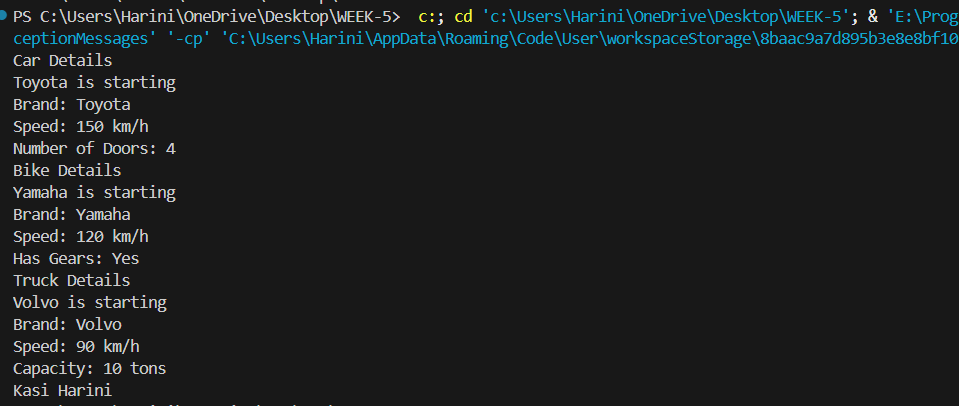 PS C:\Users\Harini\OneDrive\Desktop\WEEK-5>  c:; cd 'c:\Users\Harini\OneDrive\Desktop\WEEK-5'; & 'E:\Prog
ceptionMessages' '-cp' 'C:\Users\Harini\AppData\Roaming\Code\User\workspaceStorage\8baac9a7d895b3e8e8bf10
Car Details
Toyota is starting
Brand: Toyota
Speed: 150 km/h
Number of Doors: 4
Bike Details
Yamaha is starting
Brand: Yamaha
Speed: 120 km/h
Has Gears: Yes
Truck Details
Volvo is starting
Brand: Volvo
Speed: 90 km/h
Capacity: 10 tons
Kasi Harini